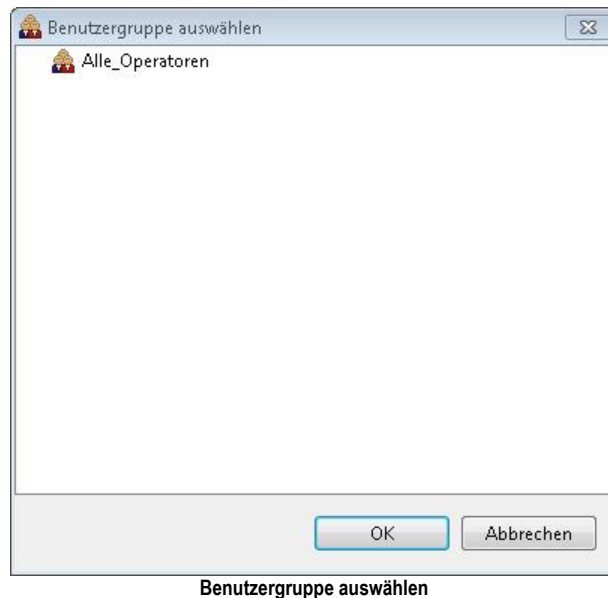 Benutzergruppe auswählen
Alle_Operatoren
OK
Abbrechen
Benutzergruppe auswählen